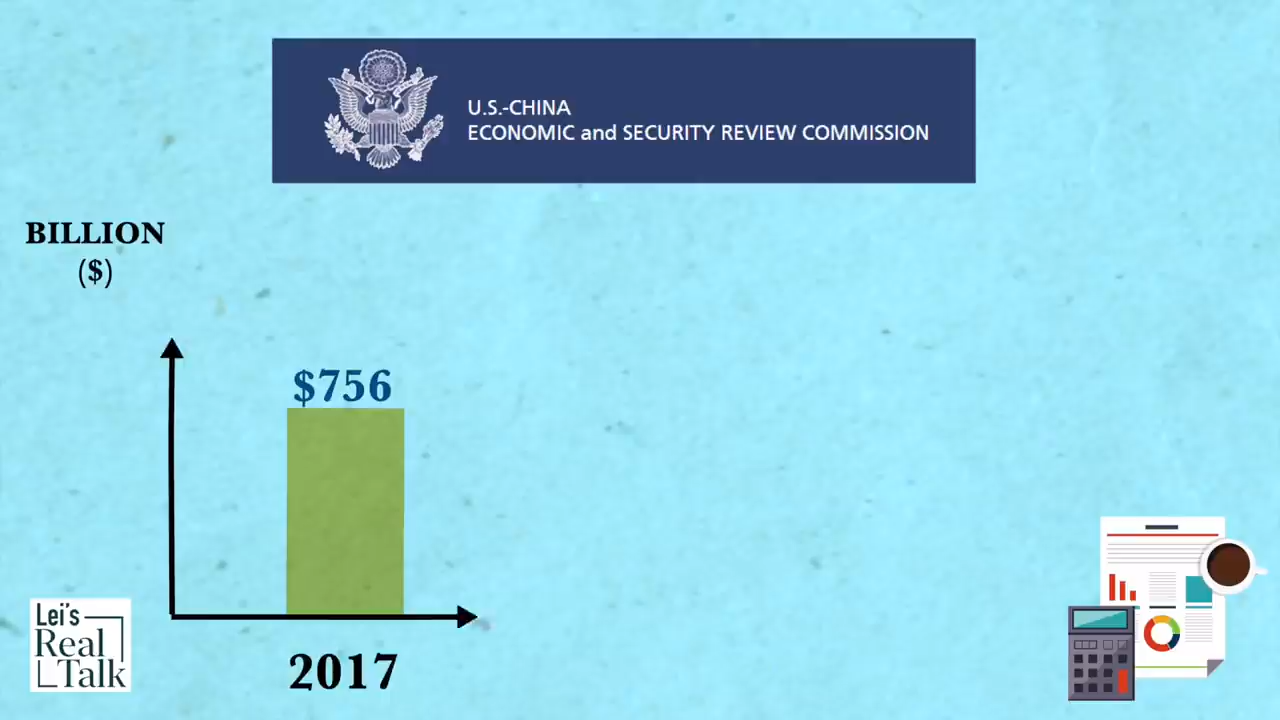 U.S.-CHINA
ECONOMIC and SECURITY REVIEW COMMISSION
BILLION
($)
$756
2017
Lei's
Real
Talk